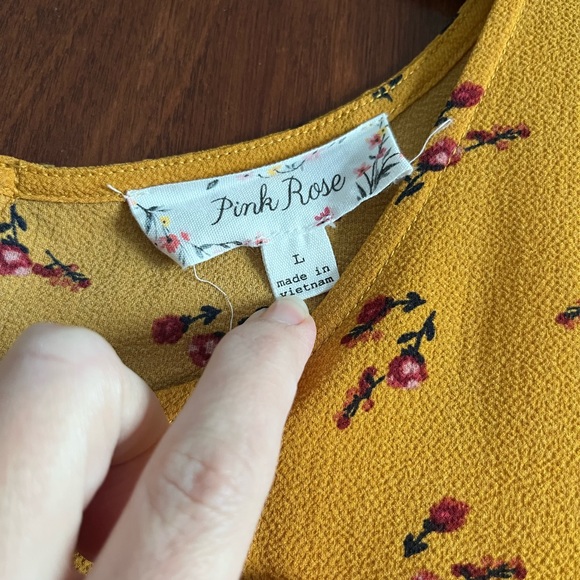 Pink Rose
L
made in
vietnam